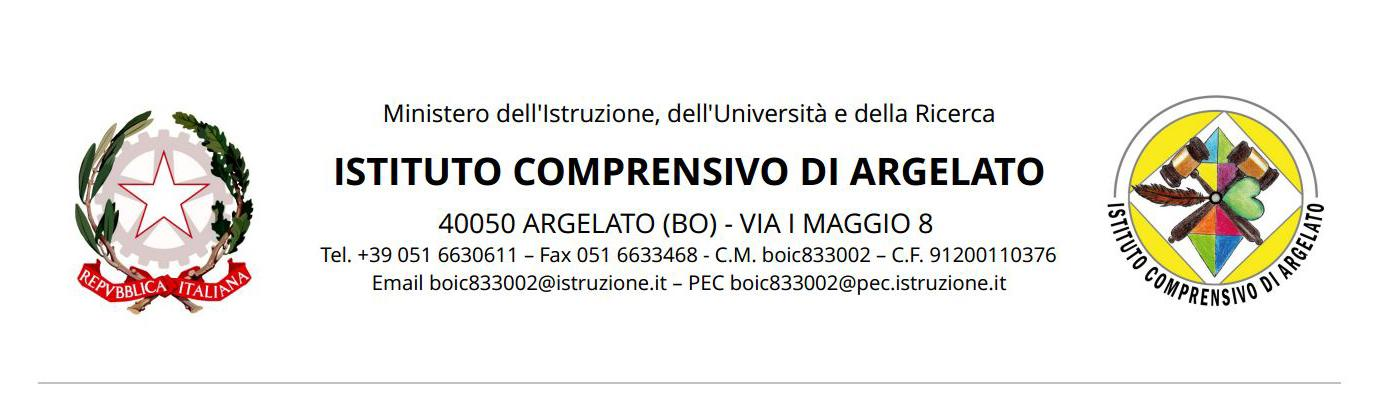 Ministero dell'Istruzione, dell'Università e della Ricerca
ISTITUTO COMPRENSIVO DI ARGELATO
40050 ARGELATO (BO) - VIA I MAGGIO 8
Tel. +39 051 6630611 – Fax 051 6633468 - C.M. boic833002 – C.F. 91200110376
Email boic833002@istruzione.it – PEC boic833002@pec.istruzione.it
REPVBBLICA ITALIANA
ISTITUTO COMPRENSIVO DI ARGELATO